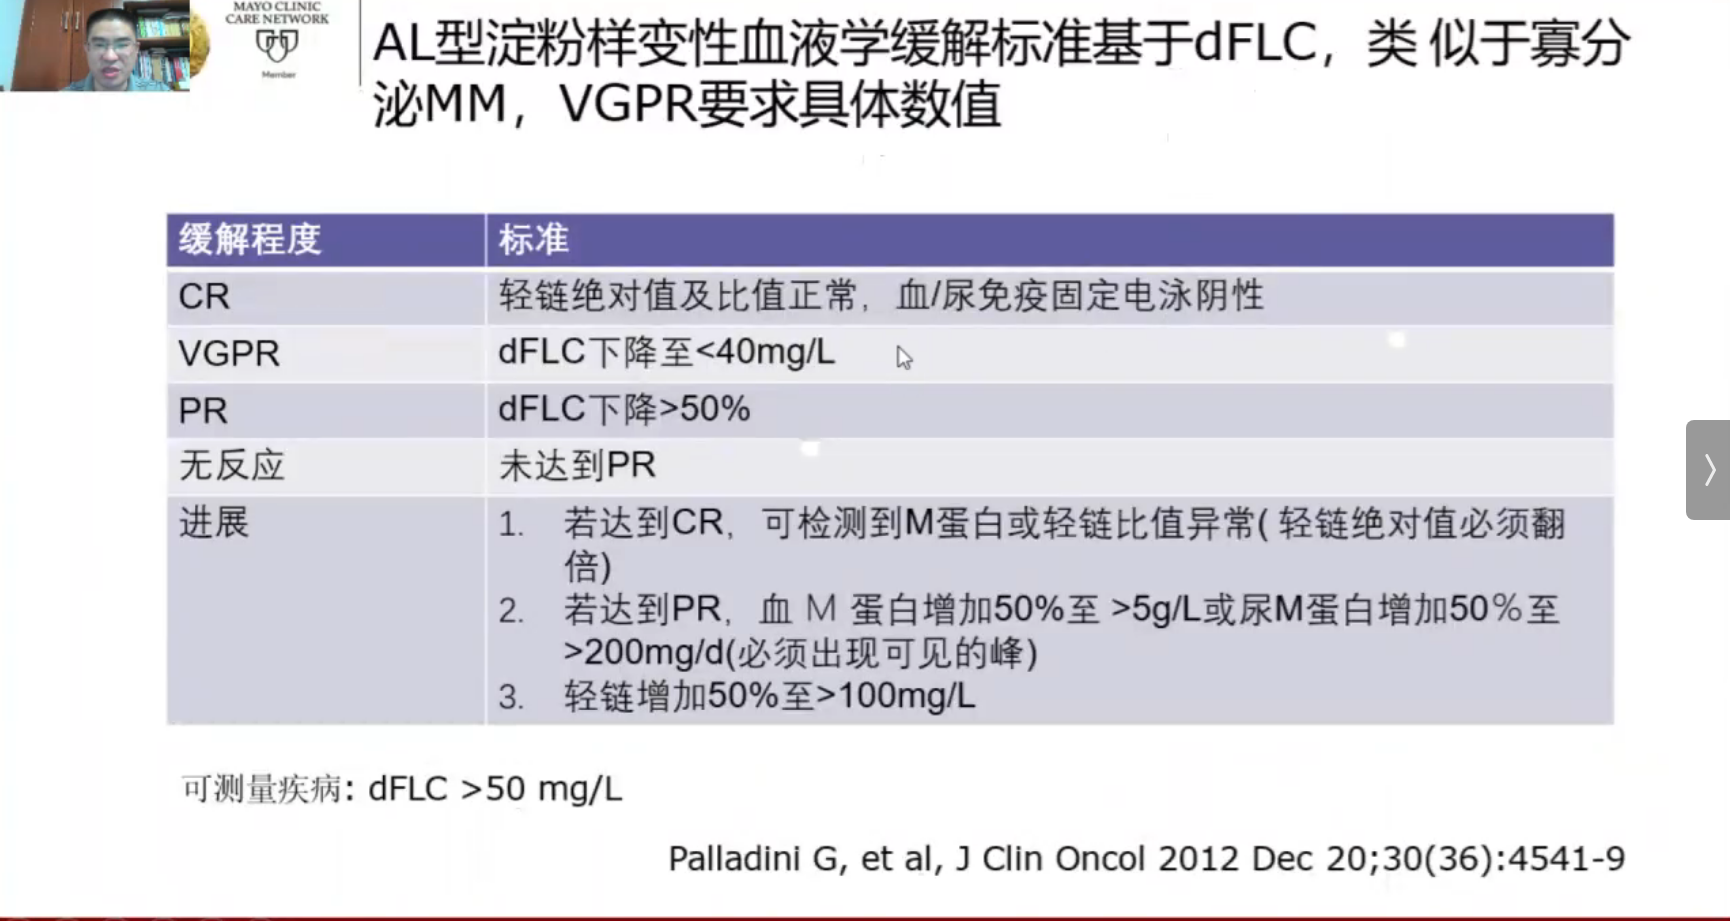 MAYO CLINIC
CARE NETWORK
Member
AL型淀粉样变性血液学缓解标准基于dFLC，类 似于寡分
泌MM，VGPR要求具体数值
缓解程度 标准
CR 轻链绝对值及比值正常，血/尿免疫固定电泳阴性
VGPR dFLC下降至<40mg/L
PR dFLC下降>50%
无反应 未达到PR
进展 1. 若达到CR，可检测到M蛋白或轻链比值异常( 轻链绝对值必须翻
倍)
2. 若达到PR，血 M 蛋白增加50%至 >5g/L或尿M蛋白增加50%至
>200mg/d(必须出现可见的峰)
3. 轻链增加50%至>100mg/L
可测量疾病: dFLC >50 mg/L
Palladini G, et al, J Clin Oncol 2012 Dec 20;30(36):4541-9